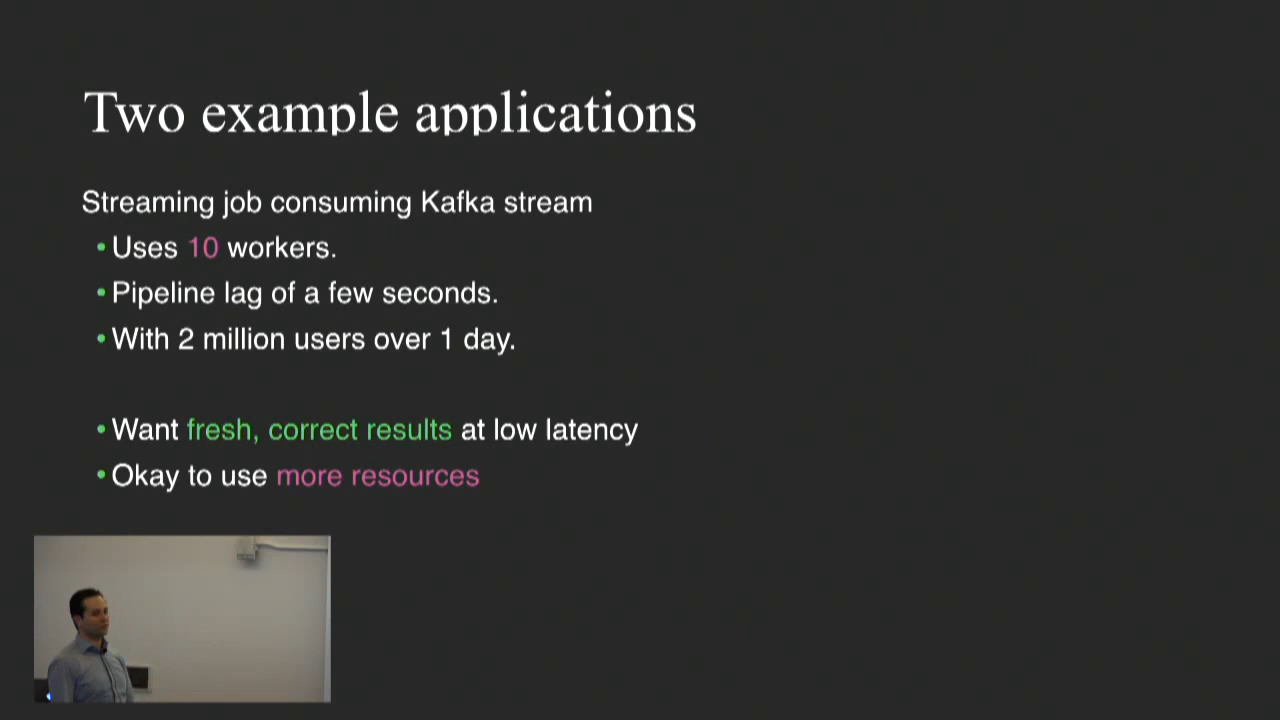 Two example applications
Streaming job consuming Kafka stream
• Uses 10 workers.
• Pipeline lag of a few seconds.
• With 2 million users over 1 day.
• Want fresh, correct results at low latency
• Okay to use more resources